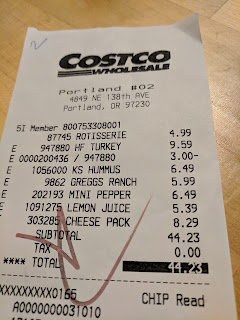 COSTCO
WHOLESALE
Portland #02
4849 NE 138th AVE
Portland, OR 97230
5I Member 800753308001
87745 ROTISSERIE 4.99
E 947880 HF TURKEY 9.59
E 0000200436 / 947880 3.00-
E 1056000 KS HUMMUS 6.49
E 9862 GREGGS RANCH 5.99
E 202193 MINI PEPPER 6.49
E 1091275 LEMON JUICE 5.39
E 303285 CHEESE PACK 8.29
SUBTOTAL 44.23
TAX 0.00
**** TOTAL 44.23
XXXXXXXXX0165 CHIP Read
A0000000031010